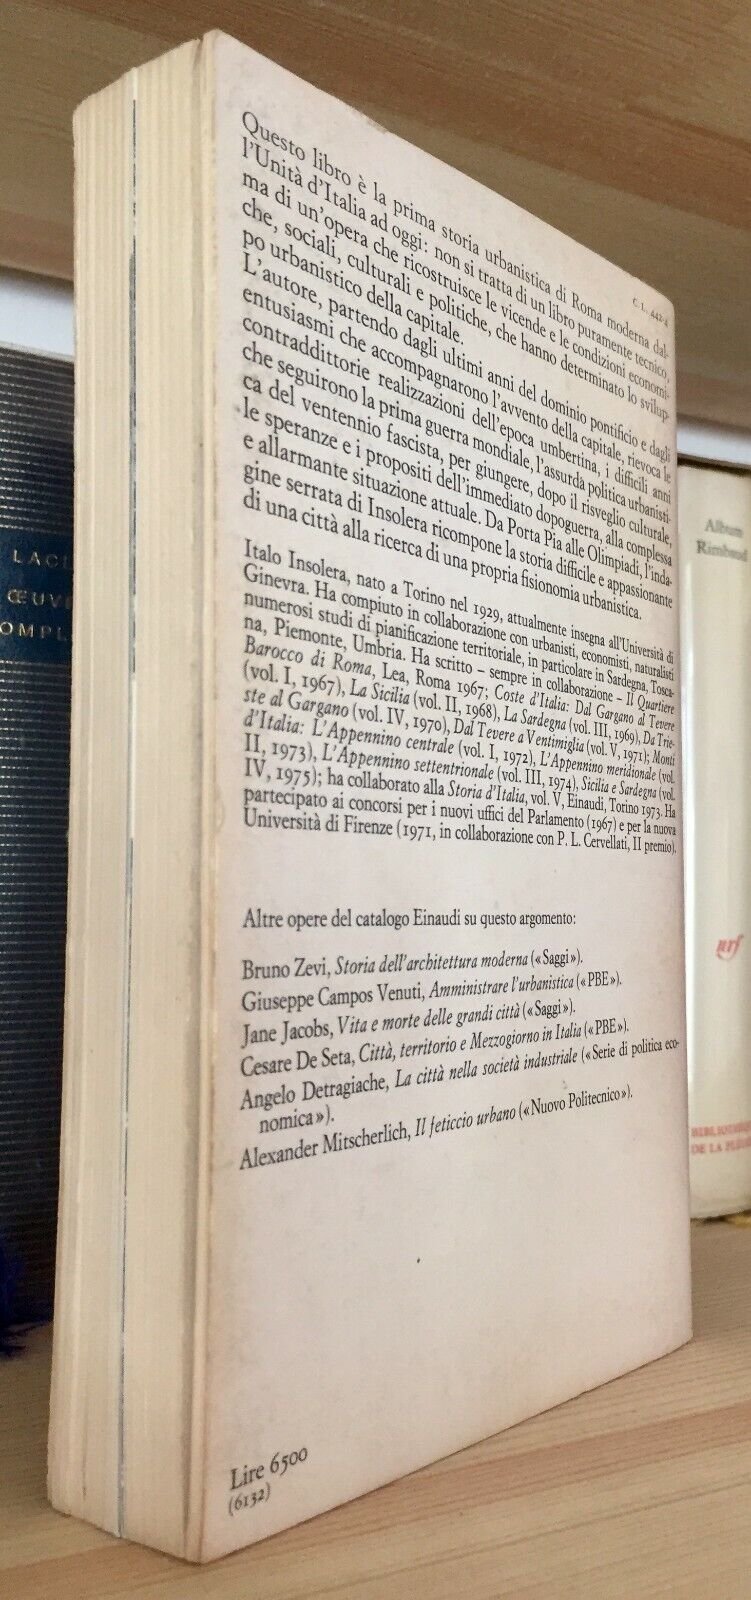 C. L. 442-4
Questo libro è la prima storia urbanistica di Roma moderna dal-
l'Unità d'Italia ad oggi: non si tratta di un libro puramente tecnico,
ma di un'opera che ricostruisce le vicende e le condizioni economi-
che, sociali, culturali e politiche, che hanno determinato lo svilup-
po urbanistico della capitale.
L'autore, partendo dagli ultimi anni del dominio pontificio e dagli
entusiasmi che accompagnarono l'avvento della capitale, rievoca le
contraddittorie realizzazioni dell'epoca umbertina, i difficili anni
che seguirono la prima guerra mondiale, l'assurda politica urbanisti-
ca del ventennio fascista, per giungere, dopo il risveglio culturale,
le speranze e i propositi dell'immediato dopoguerra, alla complessa
e allarmante situazione attuale. Da Porta Pia alle Olimpiadi, l'inda-
gine serrata di Insolera ricompone la storia difficile e appassionante
di una città alla ricerca di una propria fisionomia urbanistica.
Italo Insolera, nato a Torino nel 1929, attualmente insegna all'Università di
Ginevra. Ha compiuto in collaborazione con urbanisti, economisti, naturalisti
numerosi studi di pianificazione territoriale, in particolare in Sardegna, Tosca-
na, Piemonte, Umbria. Ha scritto – sempre in collaborazione – Il Quartiere
Barocco di Roma, Lea, Roma 1967; Coste d'Italia: Dal Gargano al Tevere
(vol. I, 1967), La Sicilia (vol. II, 1968), La Sardegna (vol. III, 1969), Da Trie-
ste al Gargano (vol. IV, 1970), Dal Tevere a Ventimiglia (vol. V, 1971); Monti
d'Italia: L'Appennino centrale (vol. I, 1972), L'Appennino meridionale (vol.
II, 1973), L'Appennino settentrionale (vol. III, 1974), Sicilia e Sardegna (vol.
IV, 1975); ha collaborato alla Storia d'Italia, vol. V, Einaudi, Torino 1973. Ha
partecipato ai concorsi per i nuovi uffici del Parlamento (1967) e per la nuova
Università di Firenze (1971, in collaborazione con P. L. Cervellati, II premio).
Altre opere del catalogo Einaudi su questo argomento:
Bruno Zevi, Storia dell'architettura moderna («Saggi»).
Giuseppe Campos Venuti, Amministrare l'urbanistica («PBE»).
Jane Jacobs, Vita e morte delle grandi città («Saggi»).
Cesare De Seta, Città, territorio e Mezzogiorno in Italia («PBE»).
Angelo Detragiache, La città nella società industriale («Serie di politica eco-
nomica»).
Alexander Mitscherlich, Il feticcio urbano («Nuovo Politecnico»).
Lire 6500
(6132)
LACL
ŒUV
OMPL
Album
Rimbaud
nrf
BIBLIOTHÈQ
DE LA PLÉI